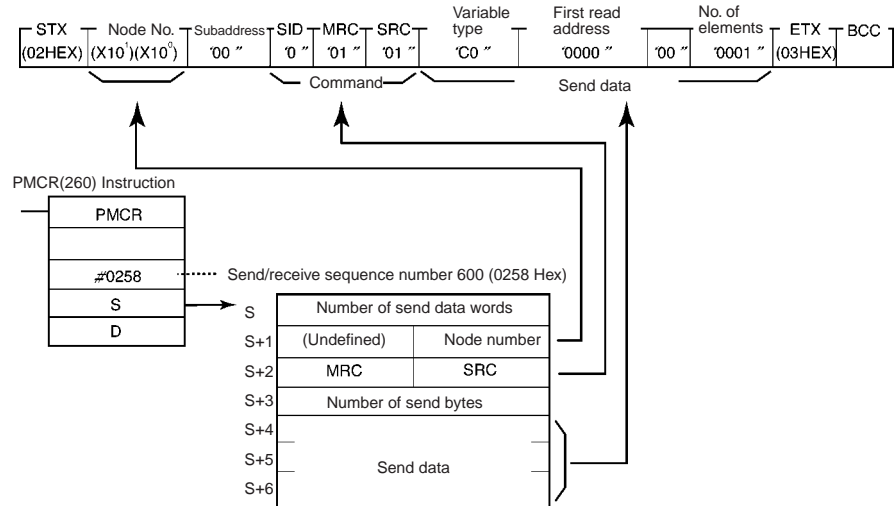 STX Node No. Subaddress SID MRC SRC Variable type First read address No. of elements ETX BCC
(02HEX) (X10¹)(X10⁰) '00 " '0 " '01 " '01 " 'C0 " '0000 " '00 " '0001 " (03HEX)
Command Send data
PMCR(260) Instruction
PMCR
#0258 Send/receive sequence number 600 (0258 Hex)
S
D
S Number of send data words
S+1 (Undefined) Node number
S+2 MRC SRC
S+3 Number of send bytes
S+4
S+5 Send data
S+6